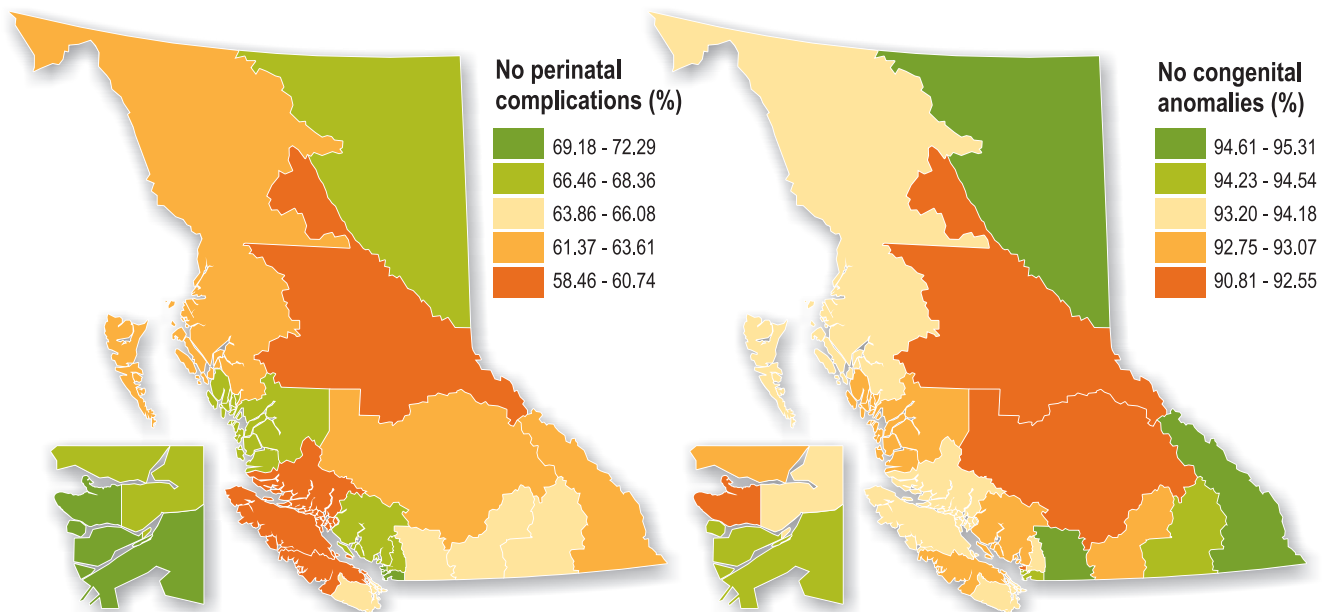 No perinatal
complications (%)
69.18 - 72.29
66.46 - 68.36
63.86 - 66.08
61.37 - 63.61
58.46 - 60.74
No congenital
anomalies (%)
94.61 - 95.31
94.23 - 94.54
93.20 - 94.18
92.75 - 93.07
90.81 - 92.55